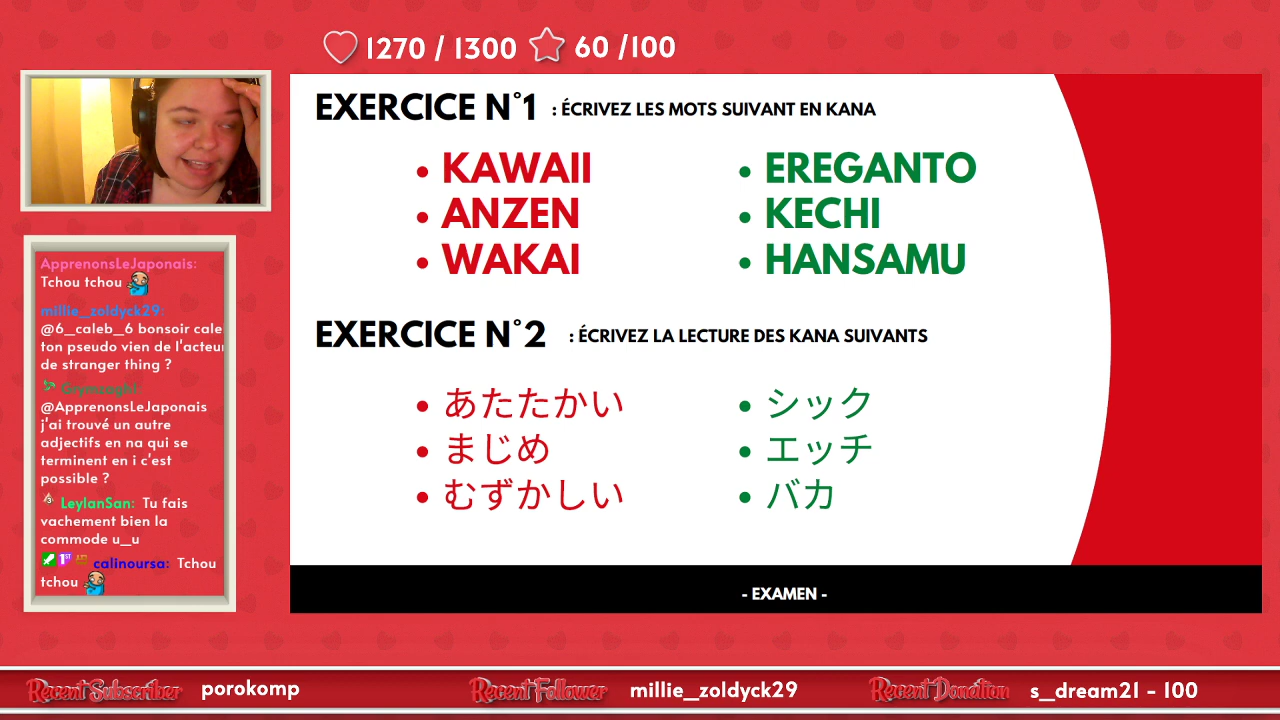 1270 / 1300 60 /100
EXERCICE N°1 : ÉCRIVEZ LES MOTS SUIVANT EN KANA
• KAWAII
• ANZEN
• WAKAI
• EREGANTO
• KECHI
• HANSAMU
EXERCICE N°2 : ÉCRIVEZ LA LECTURE DES KANA SUIVANTS
• あたたかい
• まじめ
• むずかしい
• シック
• エッチ
• バカ
- EXAMEN -
ApprenonsLeJaponais:
Tchou tchou
millie_zoldyck29:
@6_caleb_6 bonsoir cale
ton pseudo vien de l'acteur
de stranger thing ?
@ApprenonsLeJaponais
j'ai trouvé un autre
adjectifs en na qui se
terminent en i c'est
possible ?
LeylanSan: Tu fais
vachement bien la
commode u_u
calinoursa: Tchou
tchou
Recent Subscriber porokomp
Recent Follower millie_zoldyck29
Recent Donation s_dream21 - 100